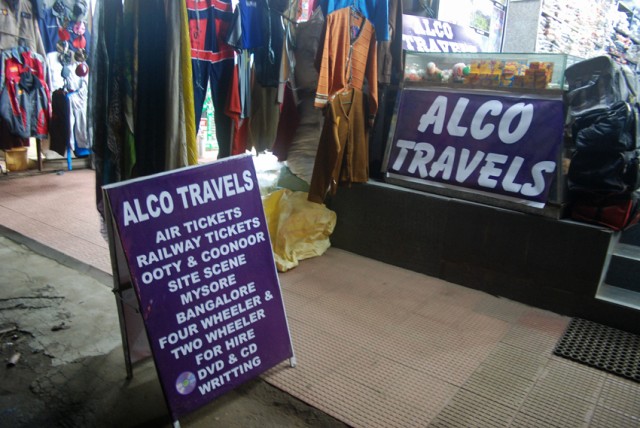 ALCO
TRAVELS
ALCO
TRAVELS
ALCO TRAVELS
AIR TICKETS
RAILWAY TICKETS
OOTY & COONOOR
SITE SCENE
MYSORE
BANGALORE
FOUR WHEELER &
TWO WHEELER
FOR HIRE
DVD & CD
WRITTING